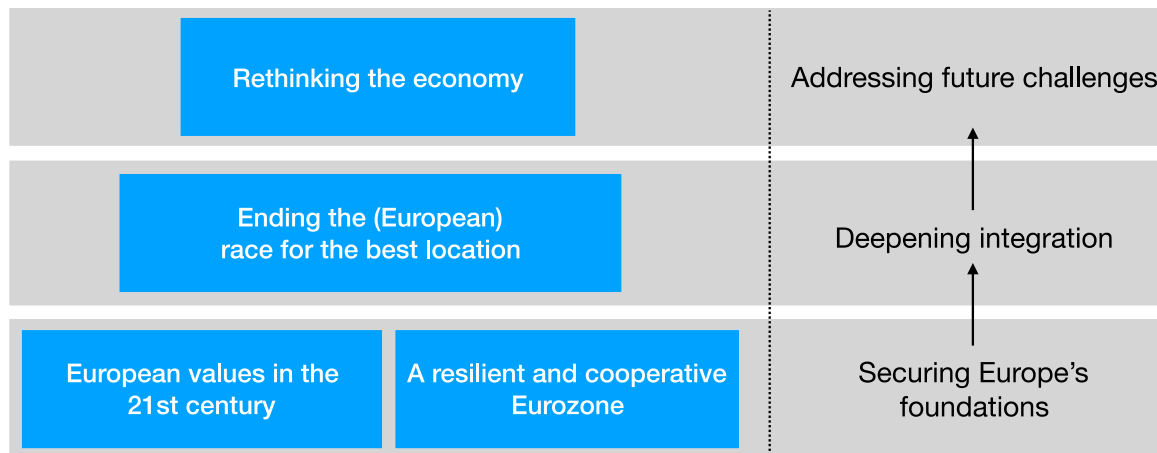 Rethinking the economy
Addressing future challenges
Ending the (European)
race for the best location
Deepening integration
European values in the
21st century
A resilient and cooperative
Eurozone
Securing Europe’s
foundations